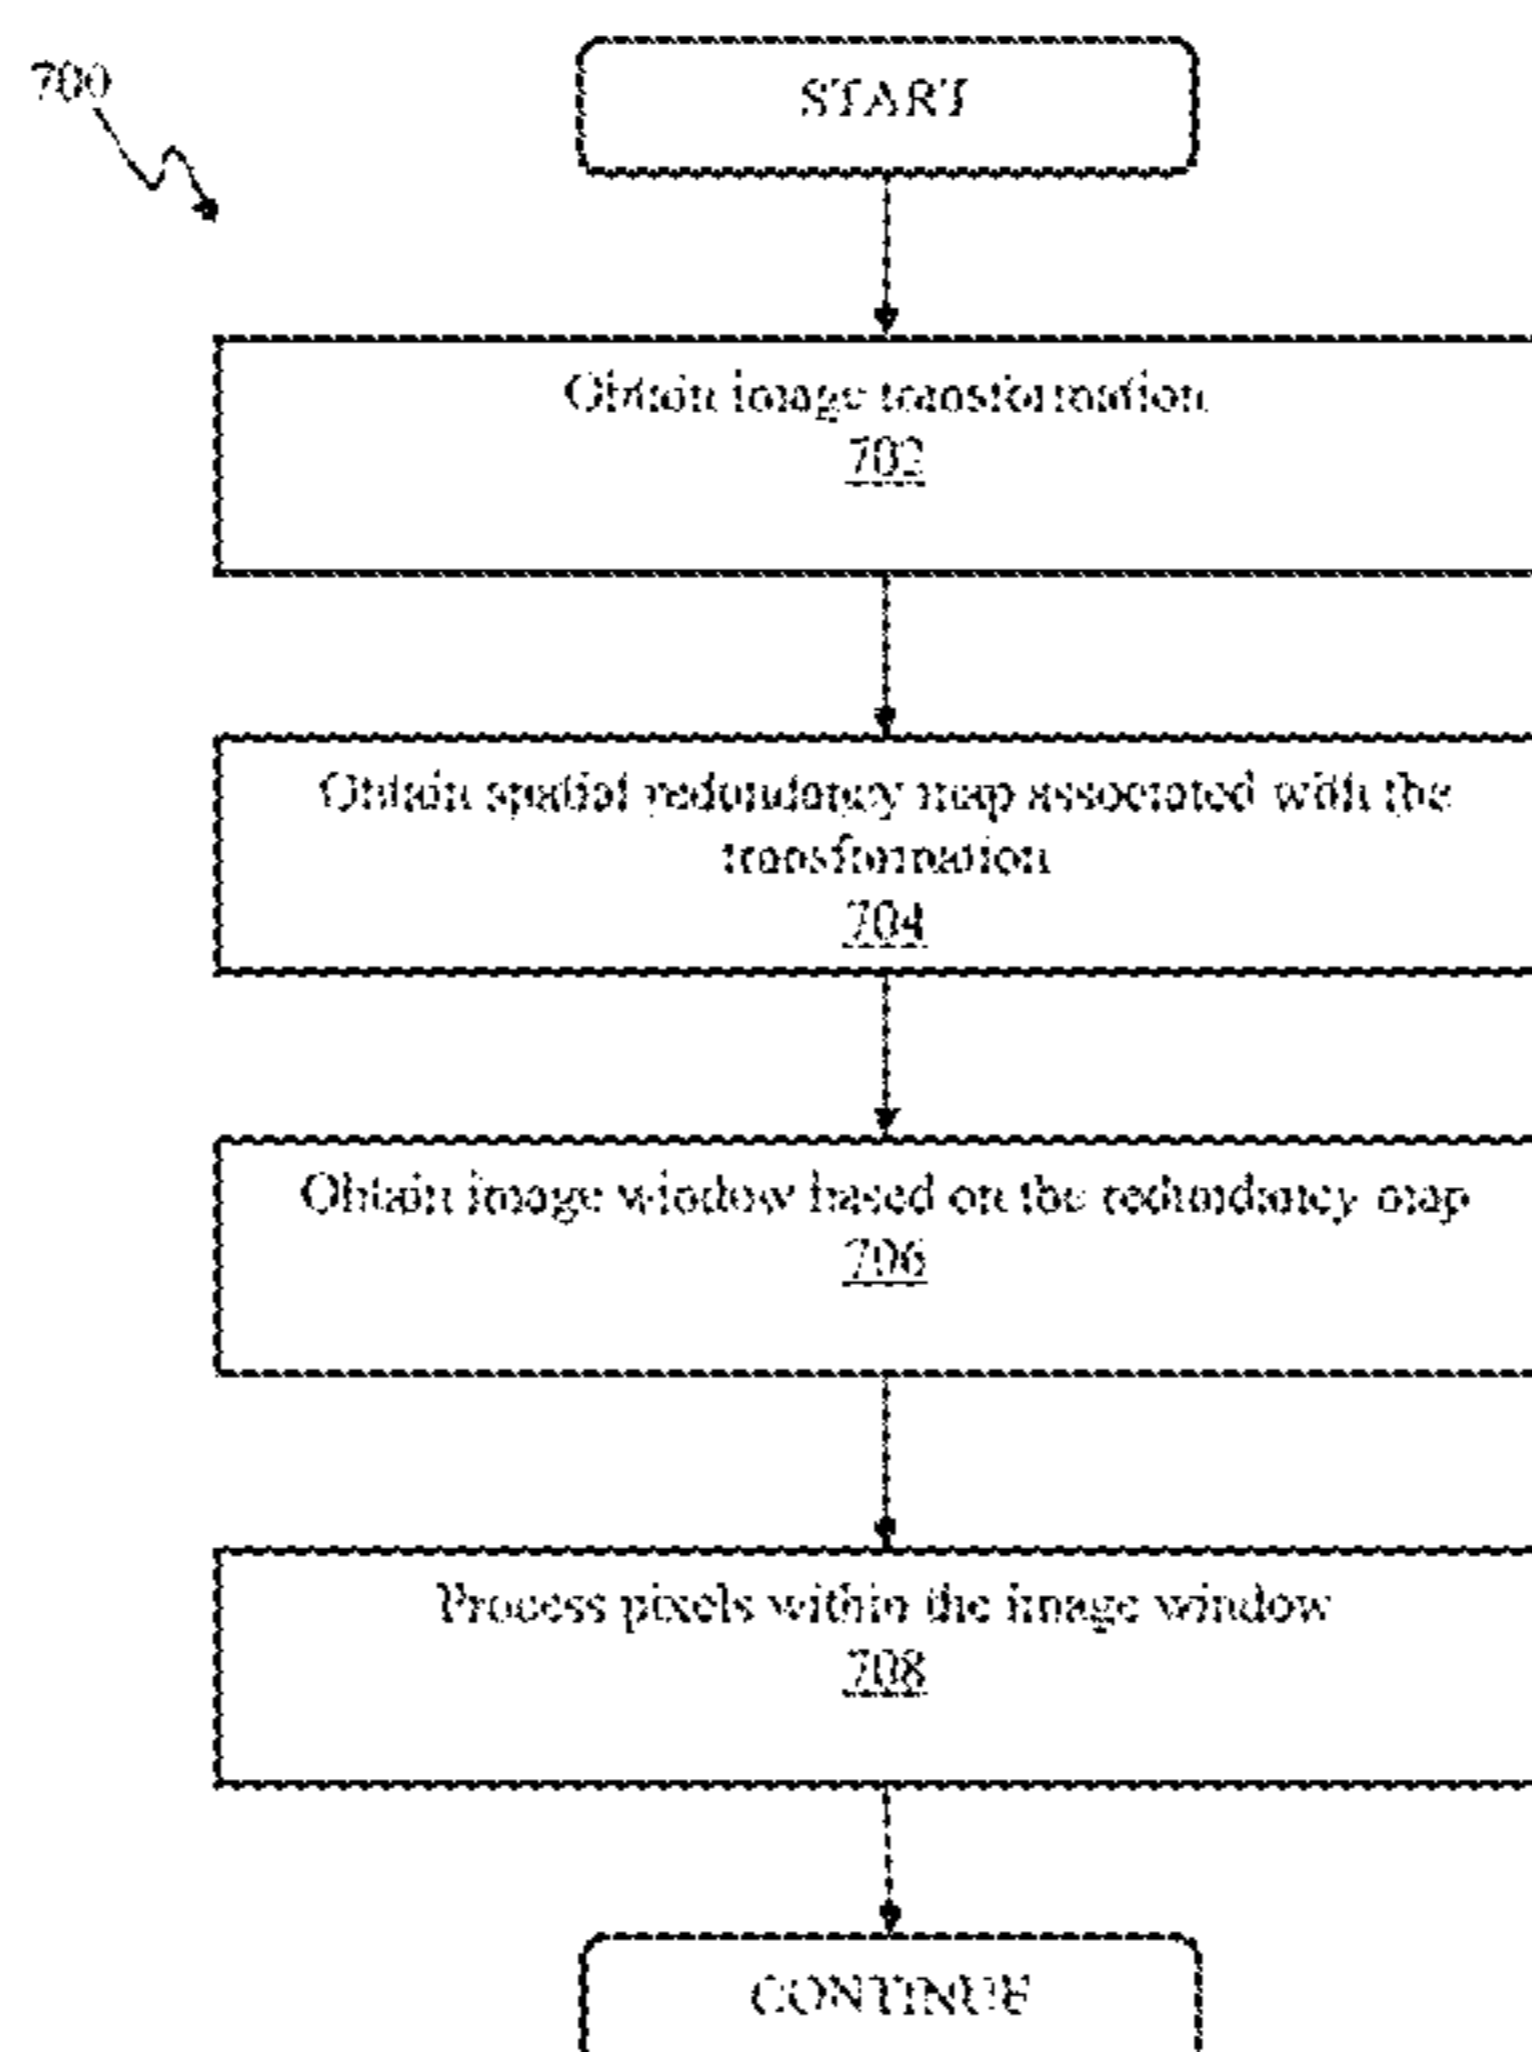 700
START
Obtain image transformation
702
Obtain spatial redundancy map associated with the
transformation
704
Obtain image window based on the redundancy map
706
Process pixels within the image window
708
CONTINUE